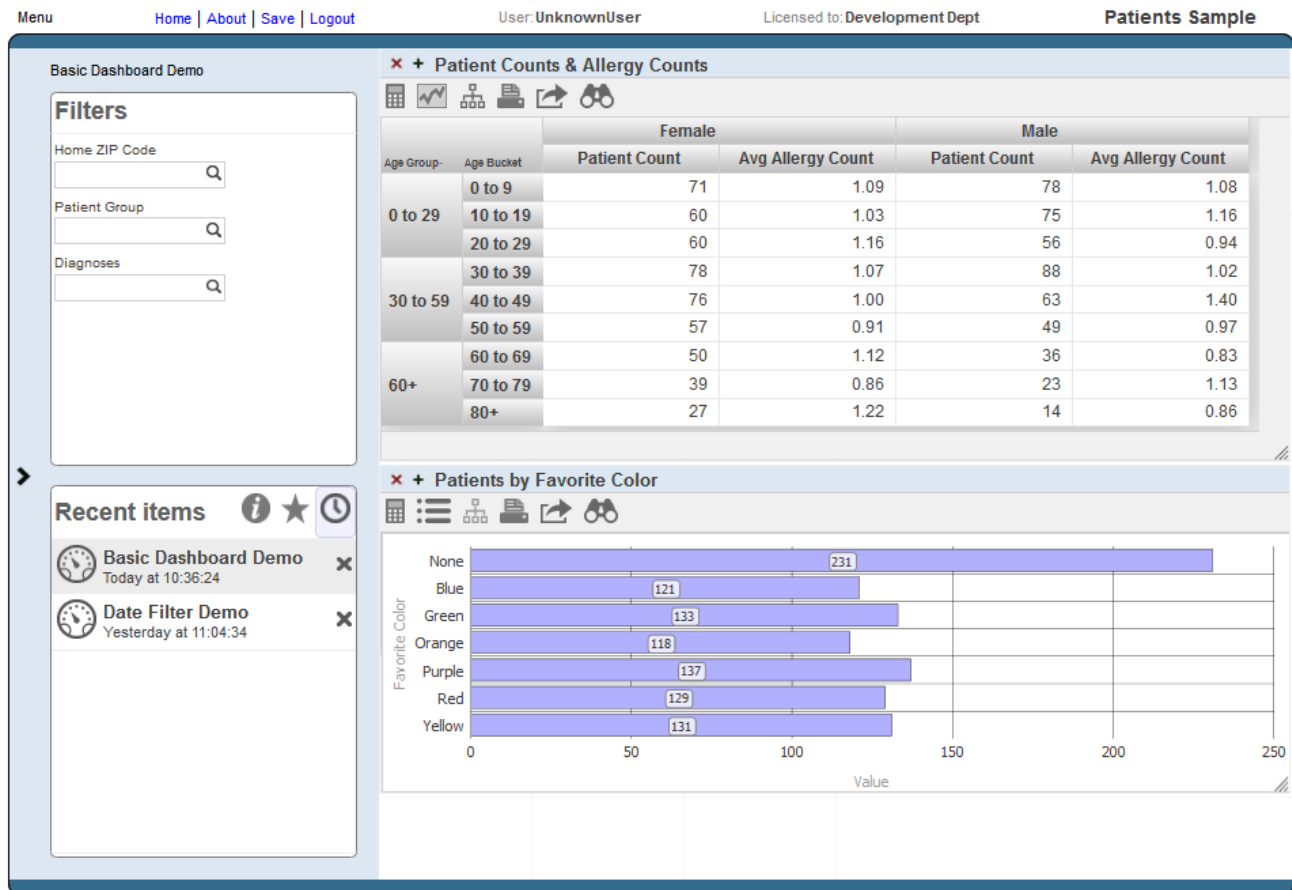 Menu Home | About | Save | Logout User: UnknownUser Licensed to: Development Dept Patients Sample
Basic Dashboard Demo
Filters
Home ZIP Code
Patient Group
Diagnoses
Recent items
Basic Dashboard Demo
Today at 10:36:24
Date Filter Demo
Yesterday at 11:04:34
Patient Counts & Allergy Counts
Female Male
Age Group- Age Bucket Patient Count Avg Allergy Count Patient Count Avg Allergy Count
0 to 9 71 1.09 78 1.08
0 to 29 10 to 19 60 1.03 75 1.16
20 to 29 60 1.16 56 0.94
30 to 39 78 1.07 88 1.02
30 to 59 40 to 49 76 1.00 63 1.40
50 to 59 57 0.91 49 0.97
60 to 69 50 1.12 36 0.83
60+ 70 to 79 39 0.86 23 1.13
80+ 27 1.22 14 0.86
Patients by Favorite Color
Favorite Color
None 231
Blue 121
Green 133
Orange 118
Purple 137
Red 129
Yellow 131
0 50 100 150 200 250
Value